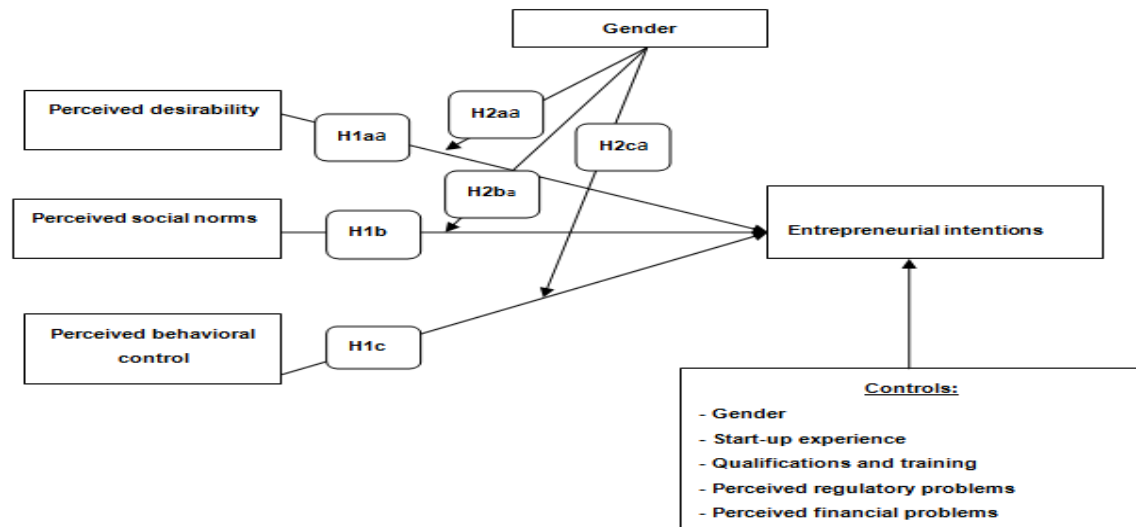 Gender
Perceived desirability
H2aa
H1aa
H2ca
H2ba
Perceived social norms
H1b
Entrepreneurial intentions
Perceived behavioral
control
H1c
Controls:
- Gender
- Start-up experience
- Qualifications and training
- Perceived regulatory problems
- Perceived financial problems